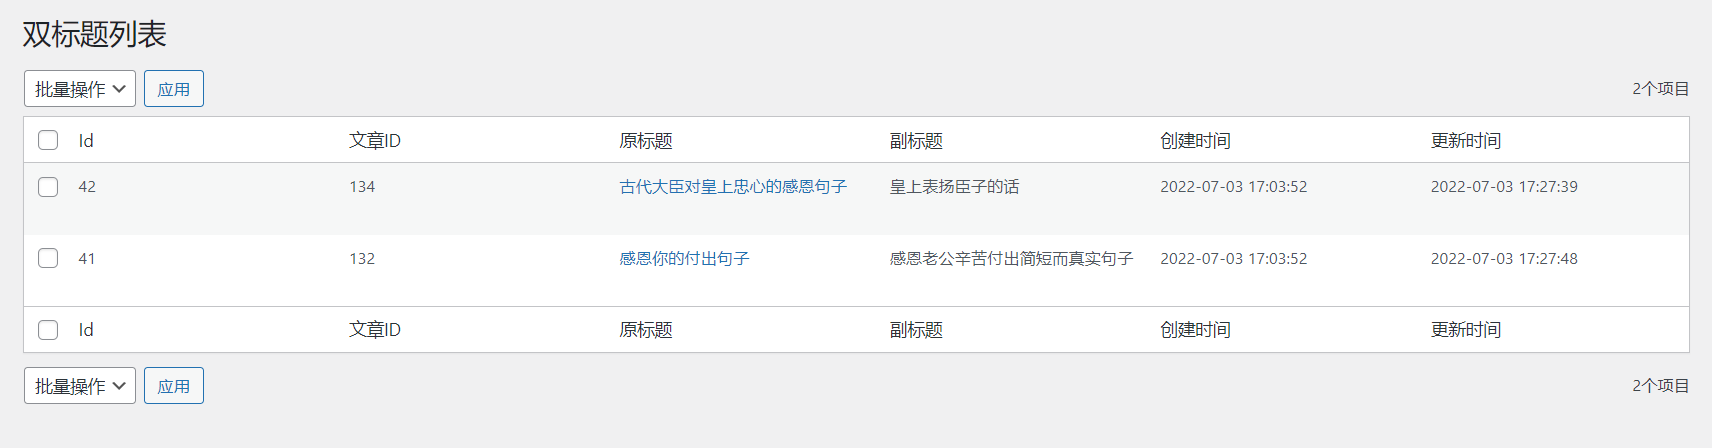 双标题列表
批量操作 应用 2个项目
Id 文章ID 原标题 副标题 创建时间 更新时间
42 134 古代大臣对皇上忠心的感恩句子 皇上表扬臣子的话 2022-07-03 17:03:52 2022-07-03 17:27:39
41 132 感恩你的付出句子 感恩老公辛苦付出简短而真实句子 2022-07-03 17:03:52 2022-07-03 17:27:48
Id 文章ID 原标题 副标题 创建时间 更新时间
批量操作 应用 2个项目